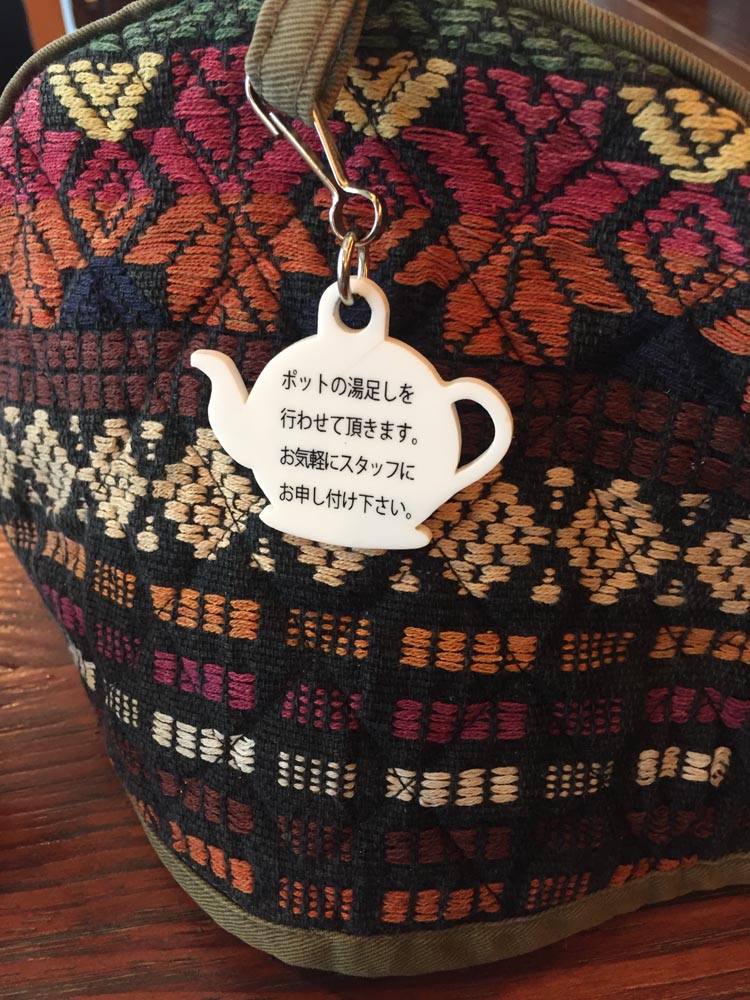 ポットの湯足しを
行わせて頂きます。
お気軽にスタッフに
お申し付け下さい。